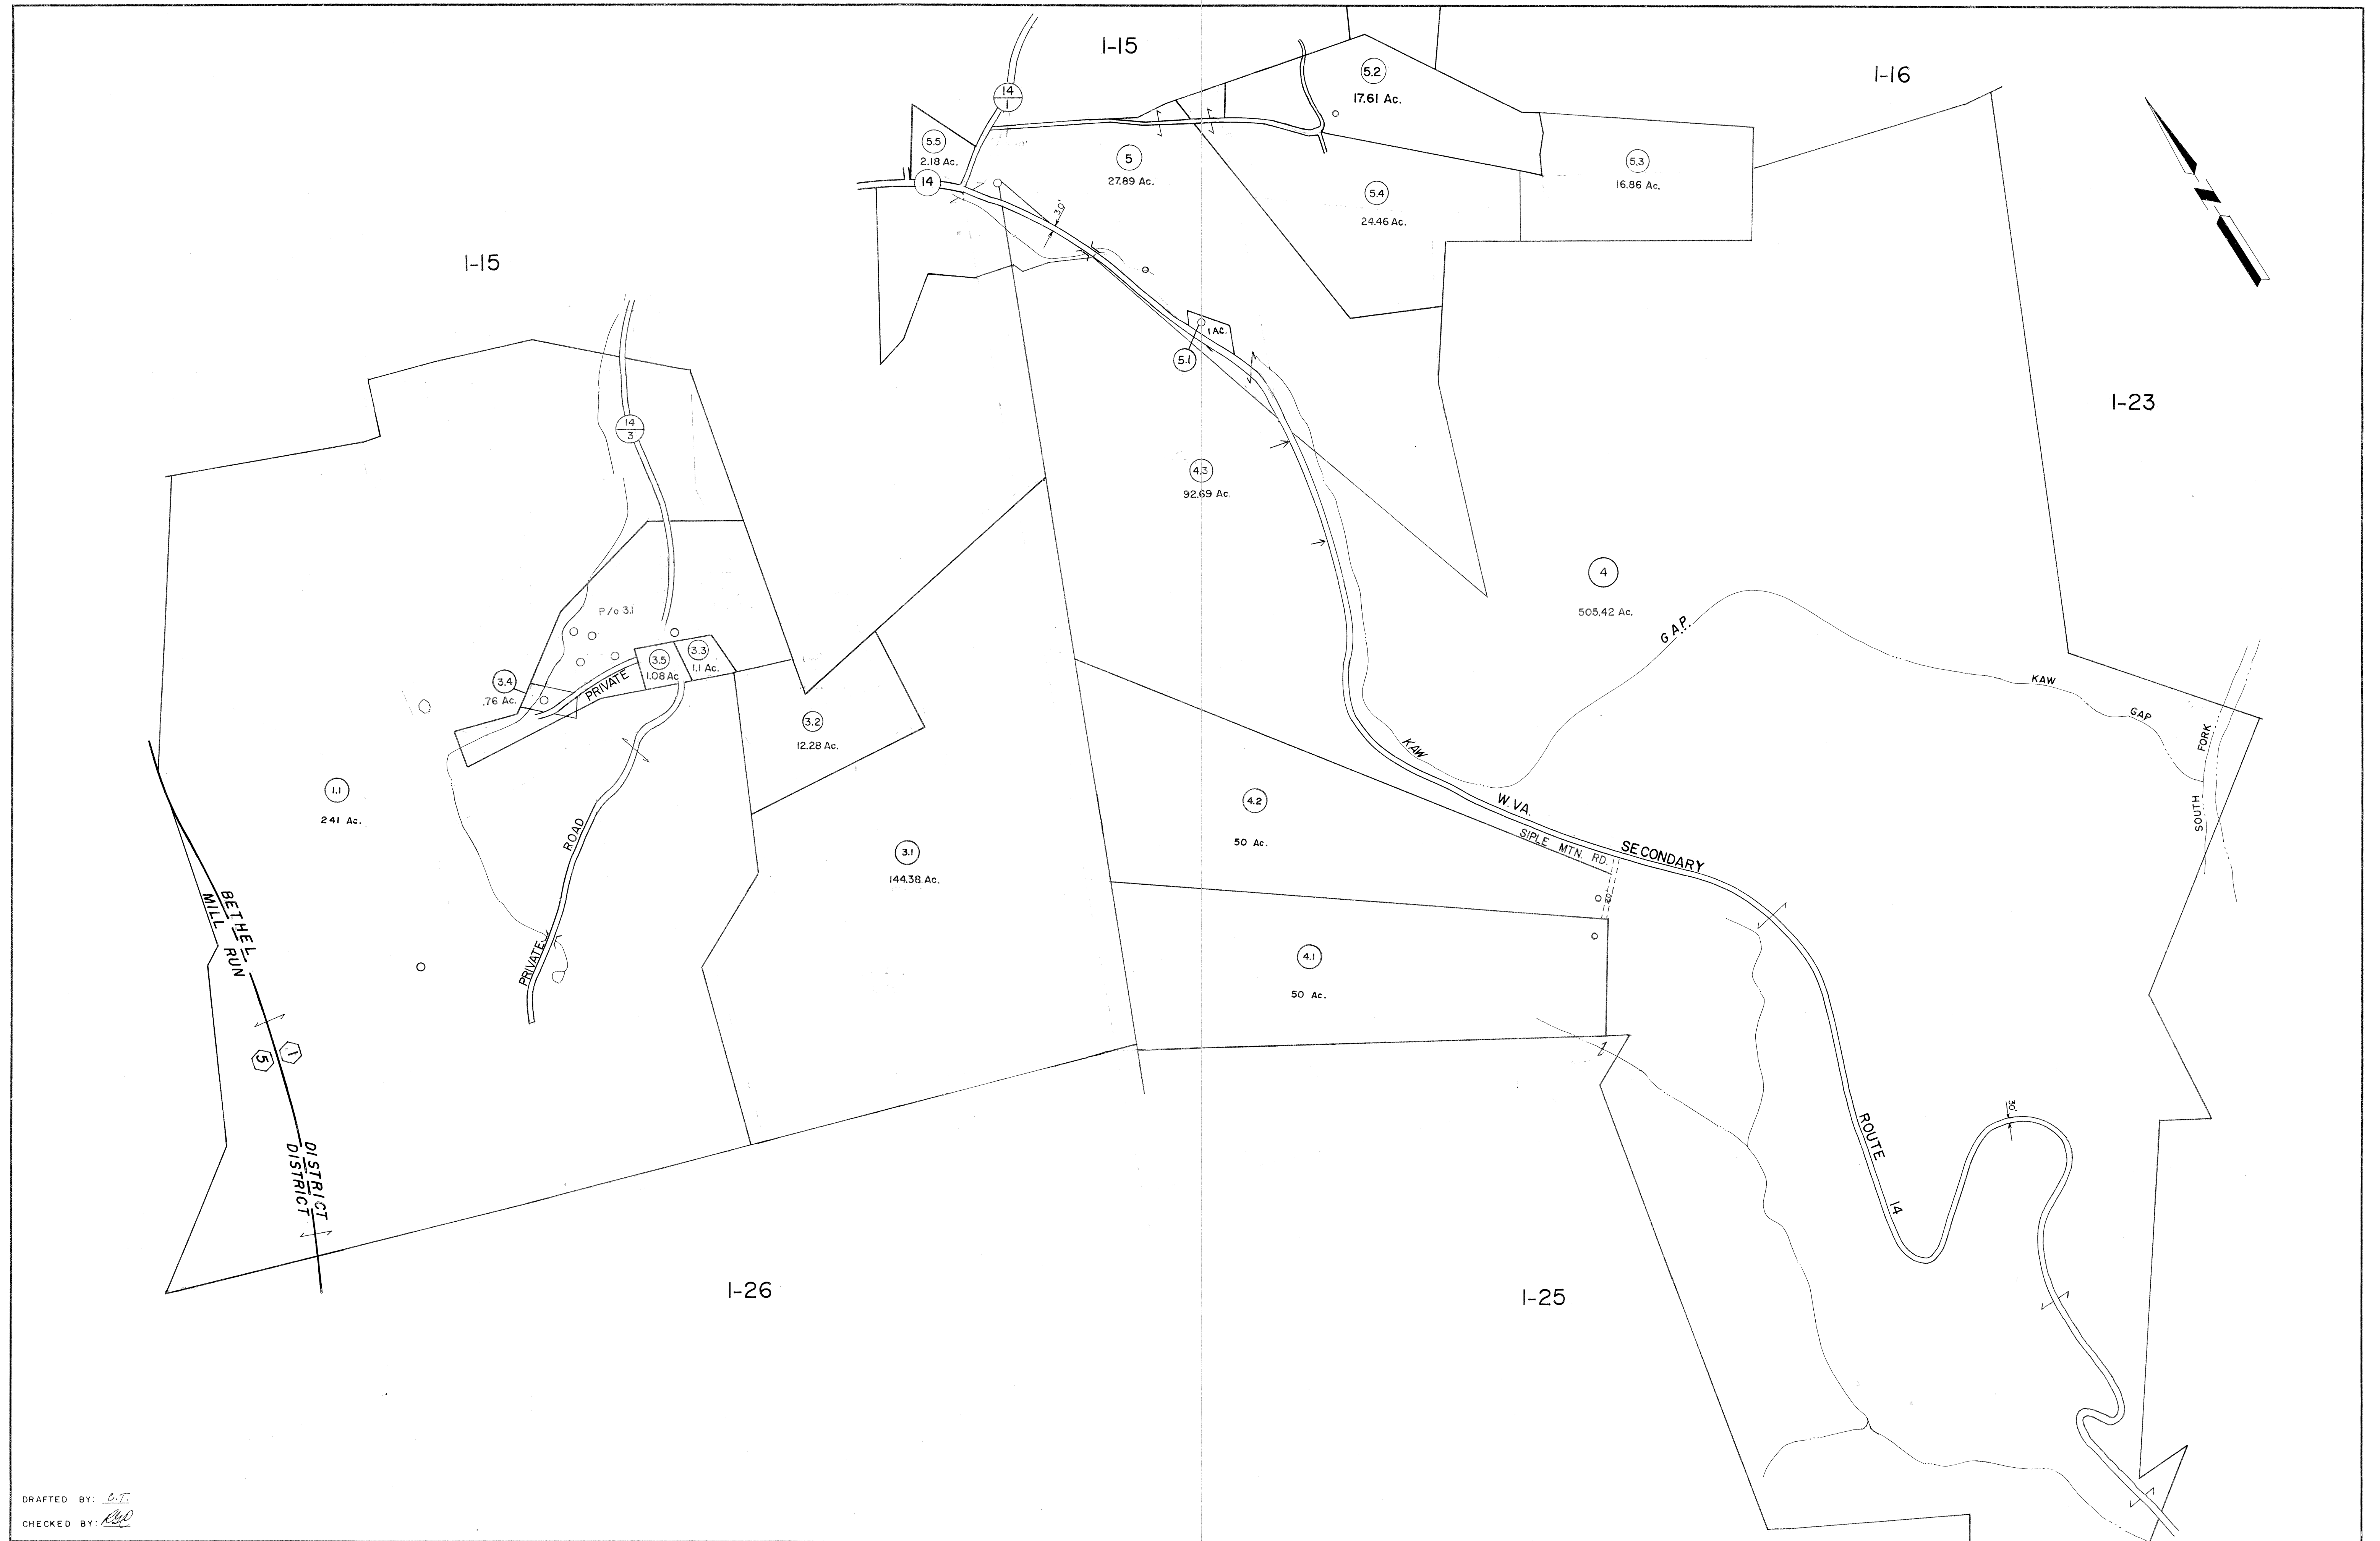 I-15
I-16
14
1
5.2
17.61 Ac.
5.5
2.18 Ac.
5
27.89 Ac.
5.3
16.86 Ac.
14
5.4
24.46 Ac.
30'
I-15
1 AC.
5.1
I-23
14
3
4.3
92.69 Ac.
4
505.42 Ac.
P/o 3.1
GAP.
3.5
1.08 Ac
3.3
1.1 Ac.
3.4
.76 Ac.
PRIVATE
KAW
GAP
3.2
12.28 Ac.
KAW
SOUTH FORK
1.1
241 Ac.
4.2
50 Ac.
W. VA. SECONDARY ROUTE 14
SIPLE MTN. RD.
PRIVATE ROAD
3.1
144.38 Ac.
20'
BETHEL DISTRICT
MILL RUN DISTRICT
4.1
50 Ac.
1
5
30'
I-26
I-25
DRAFTED BY: C.T.
CHECKED BY: